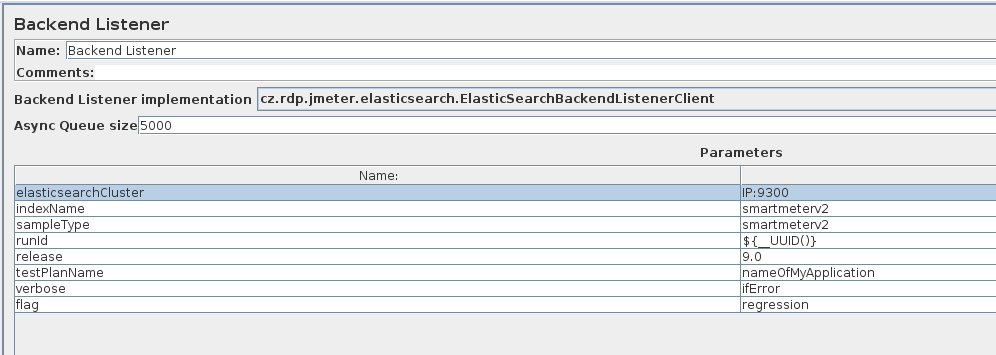 Backend Listener
Name: Backend Listener
Comments:
Backend Listener implementation cz.rdp.jmeter.elasticsearch.ElasticSearchBackendListenerClient
Async Queue size 5000
Parameters
Name:
elasticsearchCluster IP:9300
indexName smartmeterv2
sampleType smartmeterv2
runId ${__UUID()}
release 9.0
testPlanName nameOfMyApplication
verbose ifError
flag regression